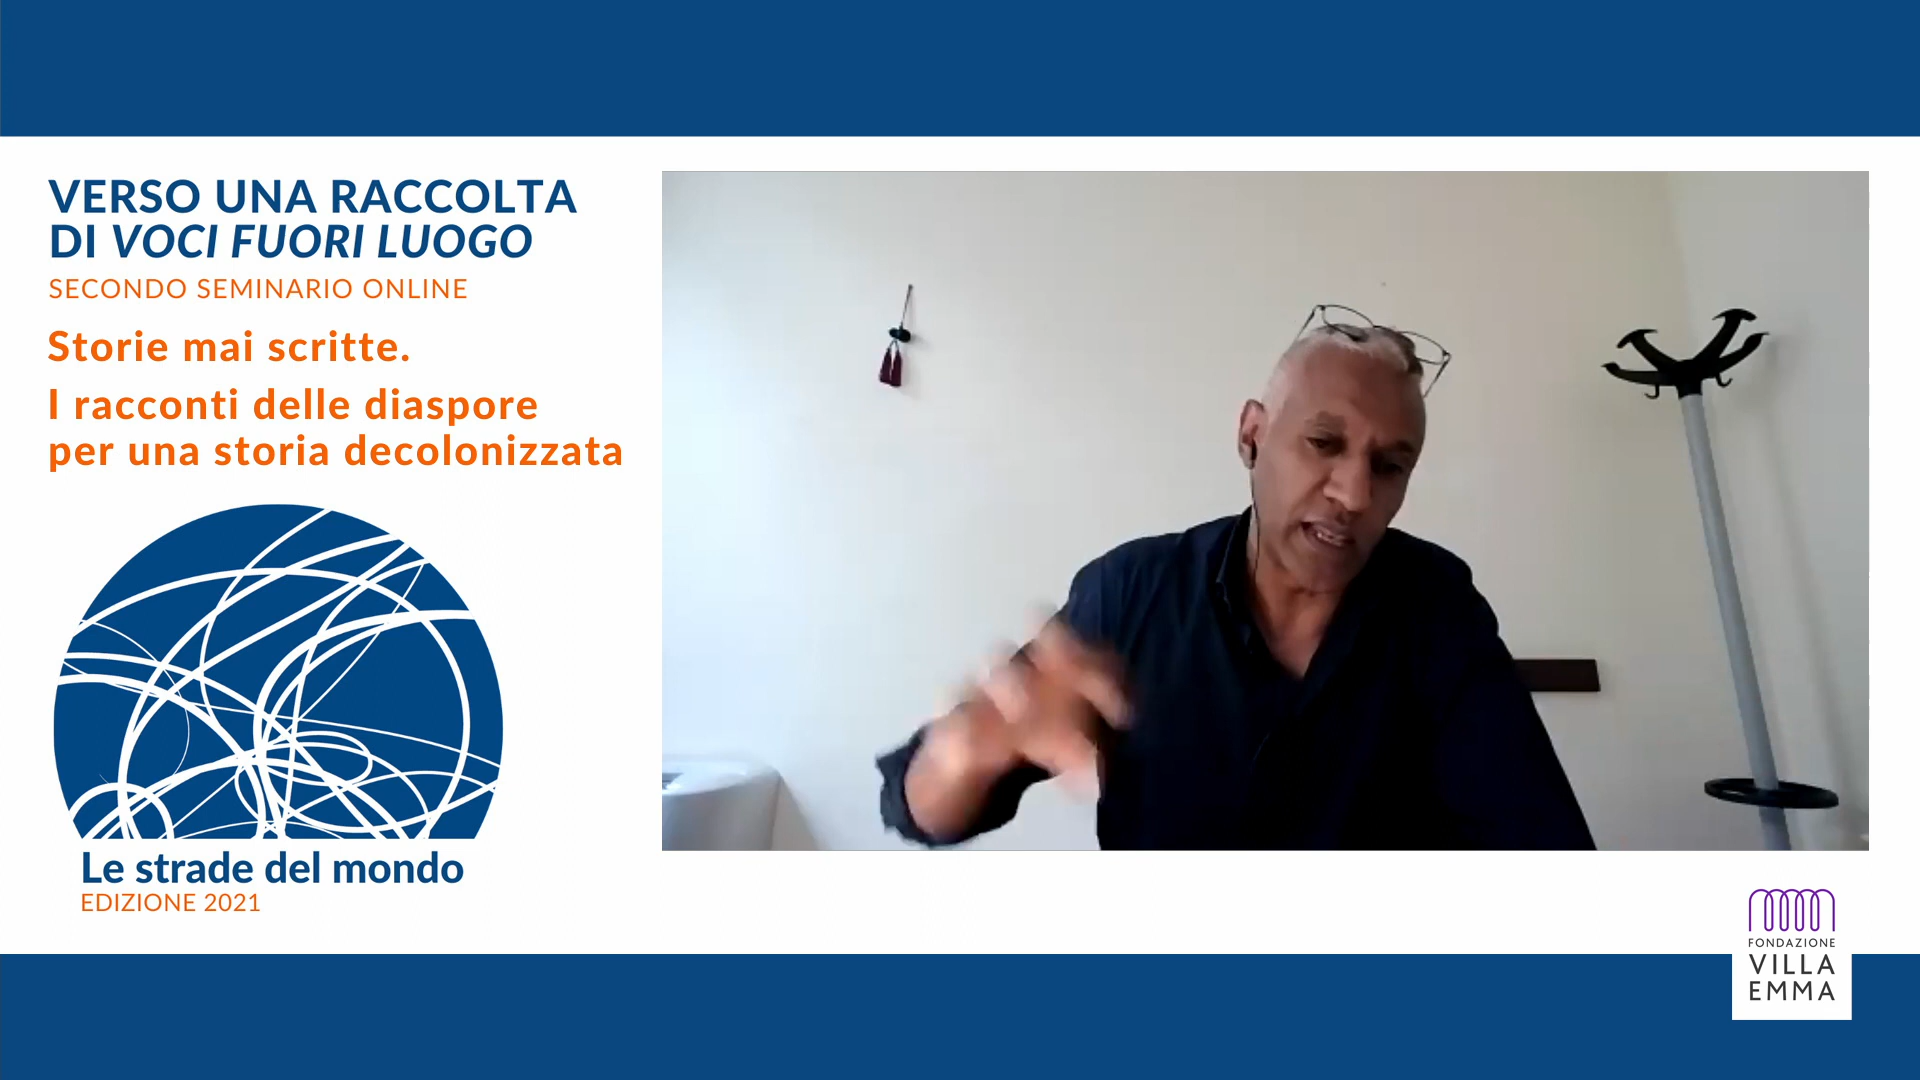 VERSO UNA RACCOLTA
DI VOCI FUORI LUOGO
SECONDO SEMINARIO ONLINE
Storie mai scritte.
I racconti delle diaspore
per una storia decolonizzata
Le strade del mondo
EDIZIONE 2021
FONDAZIONE
VILLA
EMMA